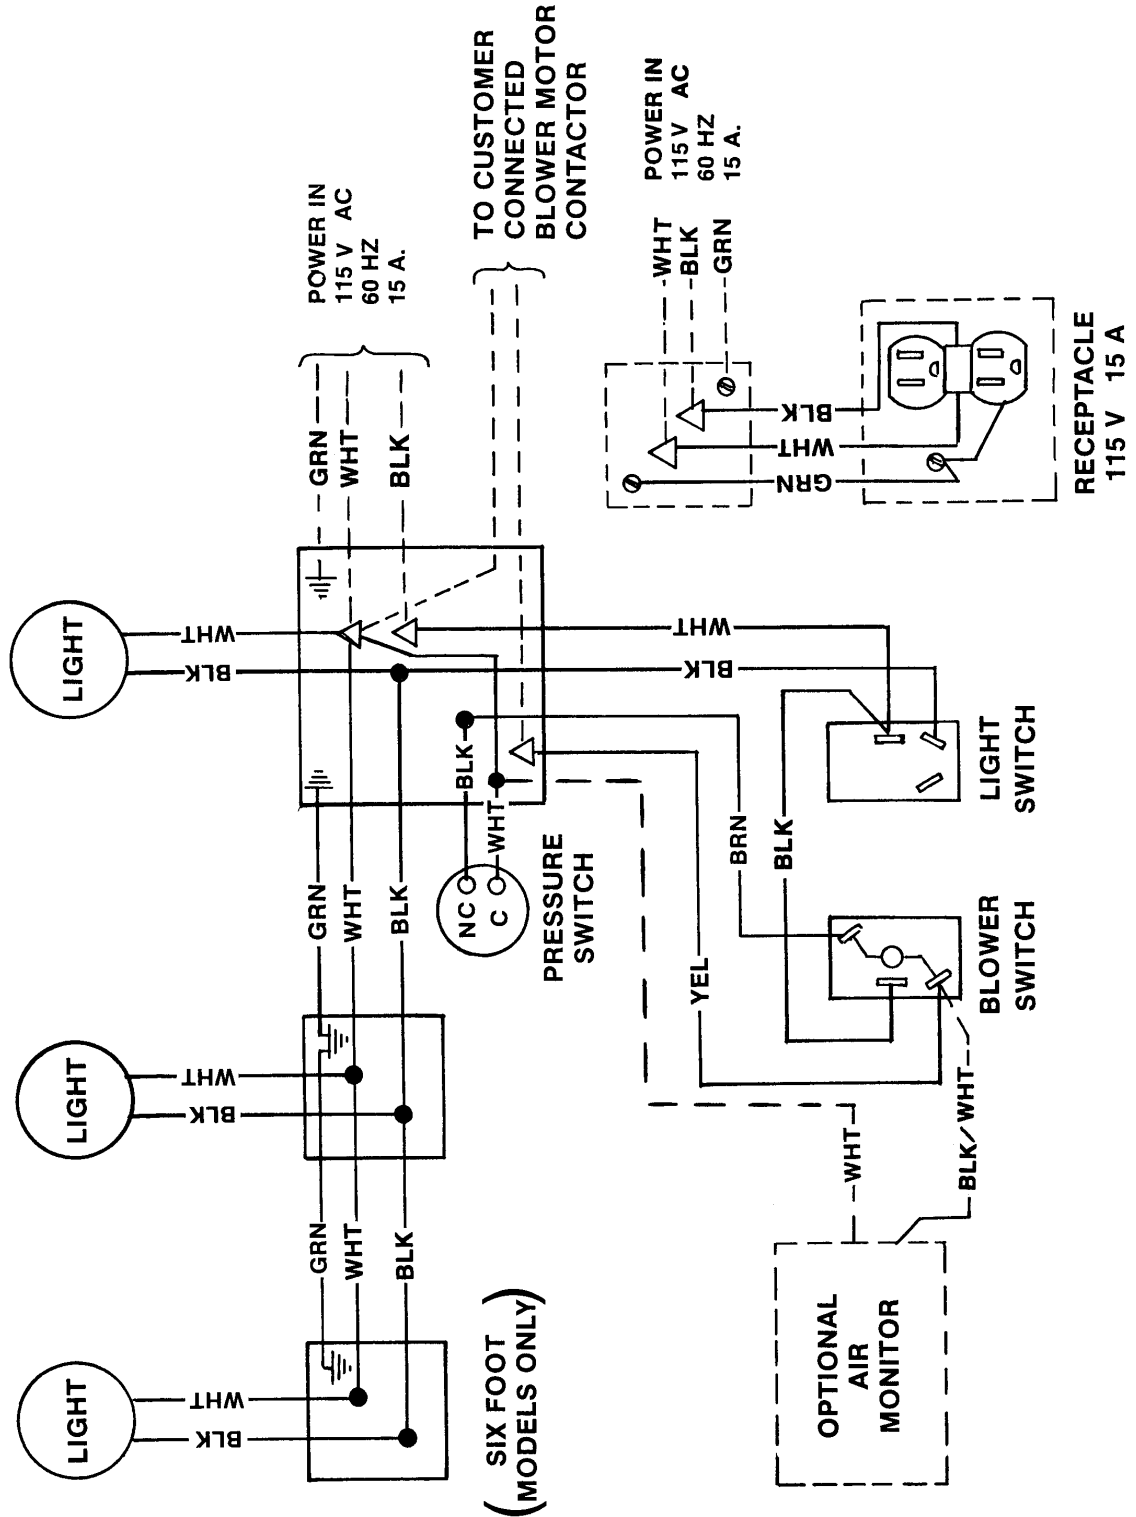 LIGHT
LIGHT
LIGHT
BLK
WHT
BLK
WHT
BLK
WHT
SIX FOOT
(MODELS ONLY)
GRN
WHT
BLK
GRN
WHT
BLK
GRN
WHT
BLK
POWER IN
115 V AC
60 HZ
15 A.
NC
C
BLK
WHT
PRESSURE
SWITCH
TO CUSTOMER
CONNECTED
BLOWER MOTOR
CONTACTOR
WHT
BLK
YEL
BRN
BLK
WHT
BLK/WHT
OPTIONAL
AIR
MONITOR
BLOWER
SWITCH
LIGHT
SWITCH
POWER IN
115 V AC
60 HZ
15 A.
WHT
BLK
GRN
GRN
WHT
BLK
RECEPTACLE
115 V 15 A